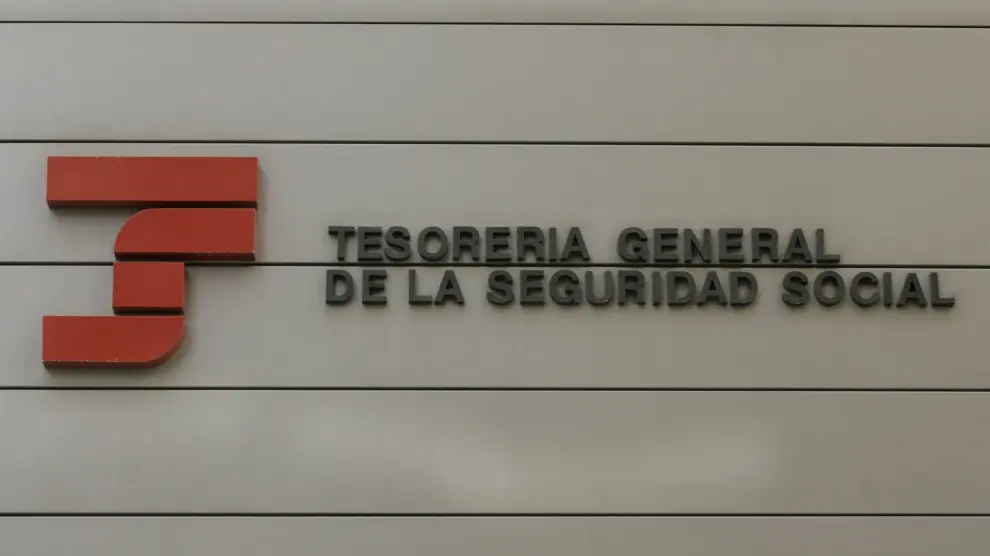 TESORERIA GENERAL
DE LA SEGURIDAD SOCIAL